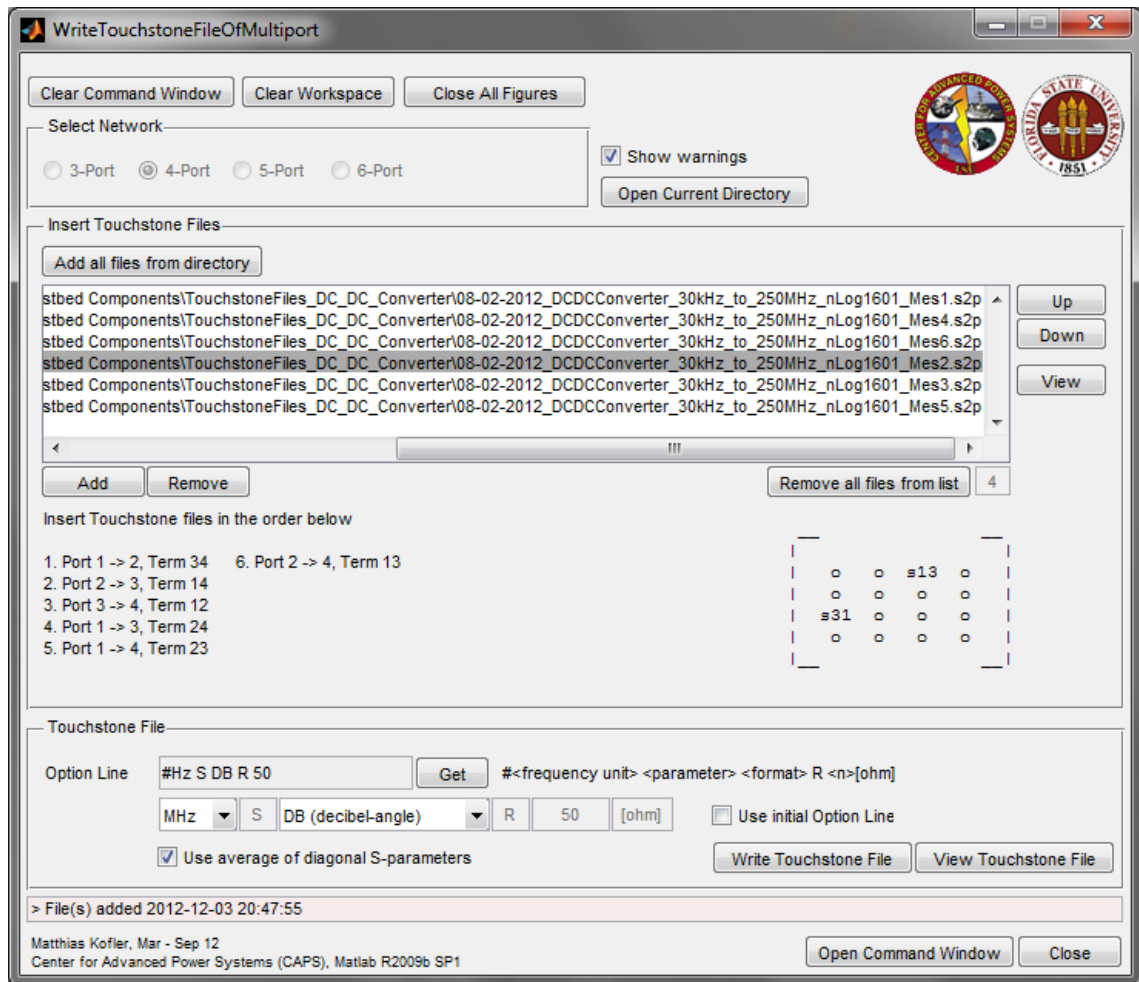 WriteTouchstoneFileOfMultiport
Clear Command Window Clear Workspace Close All Figures
Select Network
3-Port 4-Port 5-Port 6-Port
Show warnings
Open Current Directory
CENTER FOR ADVANCED POWER SYSTEMS
FSU
FLORIDA STATE UNIVERSITY
1851
Insert Touchstone Files
Add all files from directory
stbed Components\TouchstoneFiles_DC_DC_Converter\08-02-2012_DCDCConverter_30kHz_to_250MHz_nLog1601_Mes1.s2p
stbed Components\TouchstoneFiles_DC_DC_Converter\08-02-2012_DCDCConverter_30kHz_to_250MHz_nLog1601_Mes4.s2p
stbed Components\TouchstoneFiles_DC_DC_Converter\08-02-2012_DCDCConverter_30kHz_to_250MHz_nLog1601_Mes6.s2p
stbed Components\TouchstoneFiles_DC_DC_Converter\08-02-2012_DCDCConverter_30kHz_to_250MHz_nLog1601_Mes2.s2p
stbed Components\TouchstoneFiles_DC_DC_Converter\08-02-2012_DCDCConverter_30kHz_to_250MHz_nLog1601_Mes3.s2p
stbed Components\TouchstoneFiles_DC_DC_Converter\08-02-2012_DCDCConverter_30kHz_to_250MHz_nLog1601_Mes5.s2p
Up
Down
View
Add Remove Remove all files from list 4
Insert Touchstone files in the order below
1. Port 1 -> 2, Term 34 6. Port 2 -> 4, Term 13
2. Port 2 -> 3, Term 14
3. Port 3 -> 4, Term 12
4. Port 1 -> 3, Term 24
5. Port 1 -> 4, Term 23
o o s13 o
o o o o
s31 o o o
o o o o
Touchstone File
Option Line #Hz S DB R 50 Get #<frequency unit> <parameter> <format> R <n>[ohm]
MHz S DB (decibel-angle) R 50 [ohm] Use initial Option Line
Use average of diagonal S-parameters Write Touchstone File View Touchstone File
> File(s) added 2012-12-03 20:47:55
Matthias Kofler, Mar - Sep 12
Center for Advanced Power Systems (CAPS), Matlab R2009b SP1
Open Command Window Close